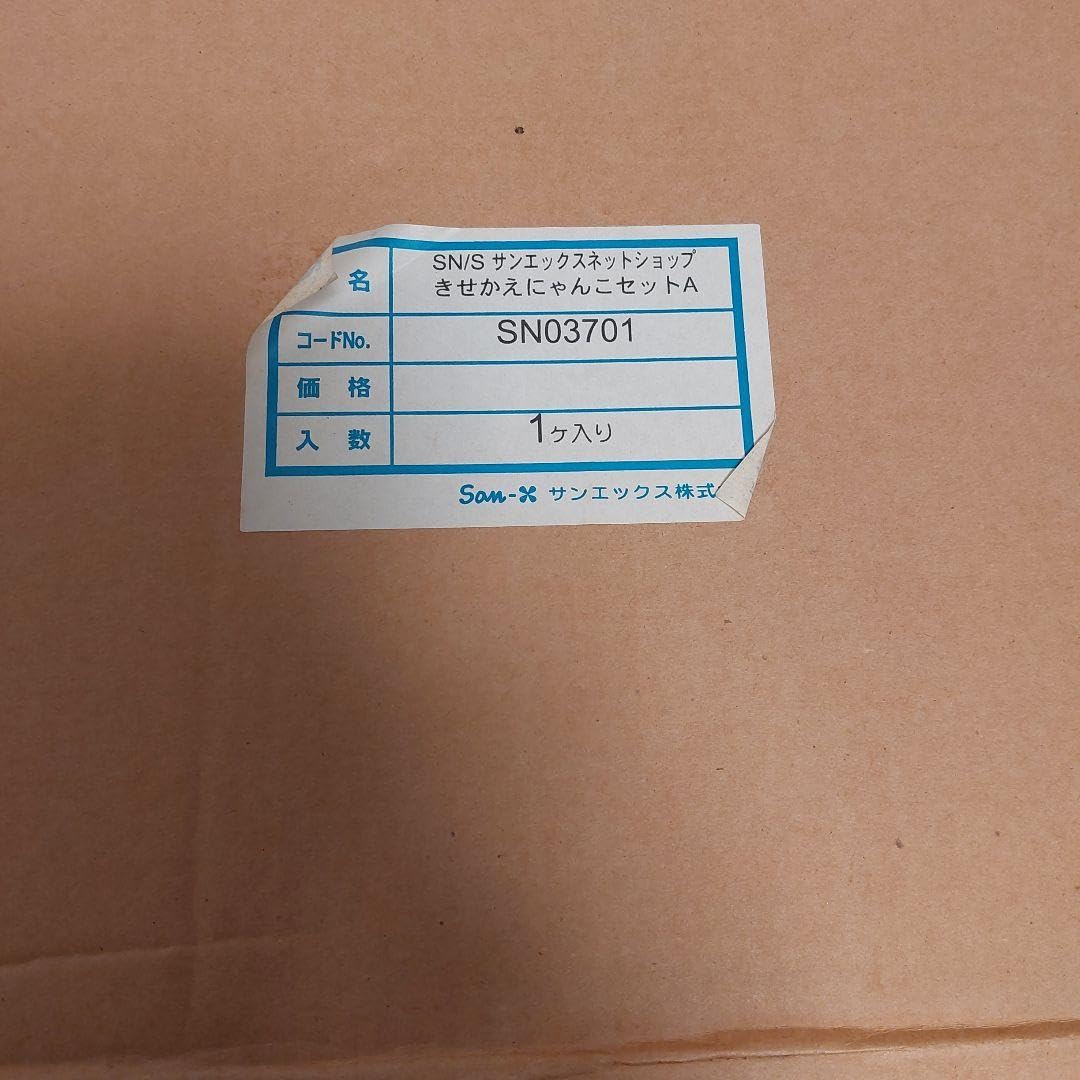 名 SN/S サンエックスネットショップ
きせかえにゃんこセットA
コードNo. SN03701
価 格
入 数 1ヶ入り
San-X サンエックス株式